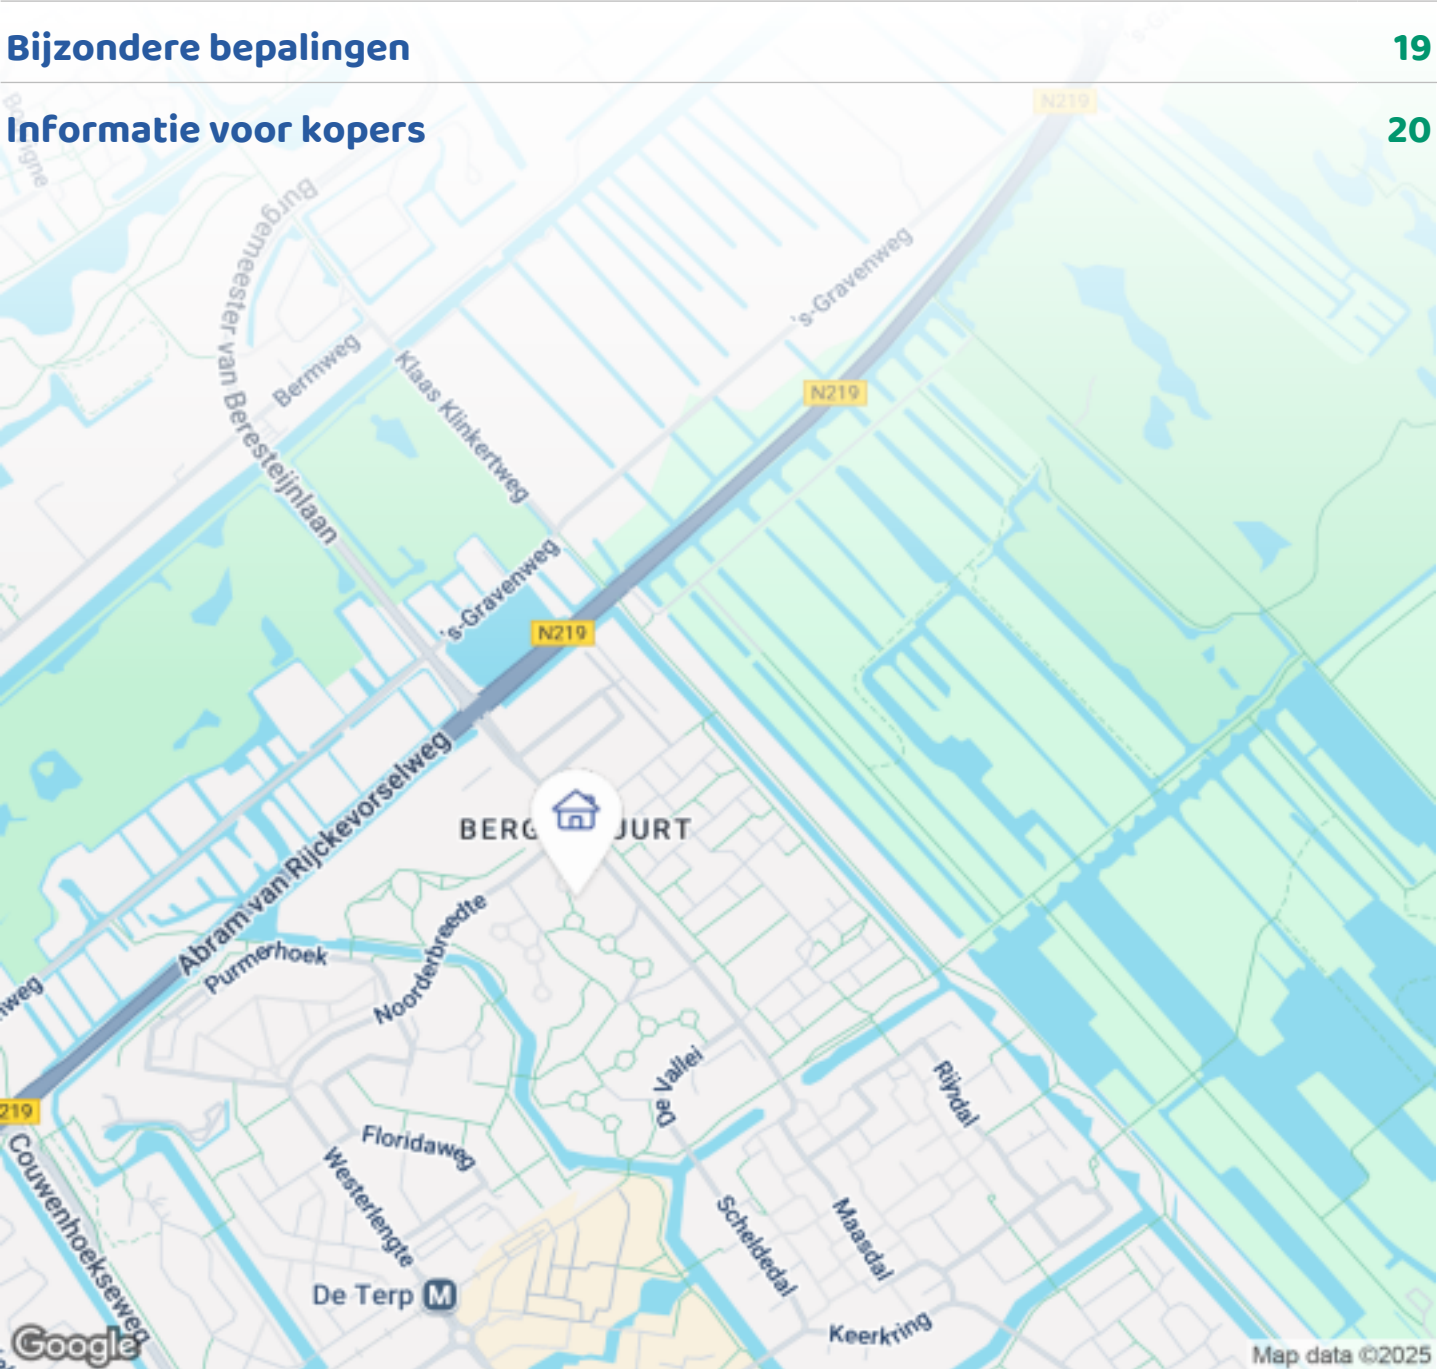 Bijzondere bepalingen 19
Informatie voor kopers 20
N219
Burgemeester van Beresteijnlaan
Bermweg
Klaas Klinkertweg
's-Gravenweg
N219
's-Gravenweg
N219
Abram van Rijckevorselweg
Purmerhoek
Noorderbreedte
De Vallei
Rijndal
219
Couwenhoekseweg
Floridaweg
Westerlengte
Scheldedal
Maasdal
De Terp M
Keerkring
Google
Map data ©2025